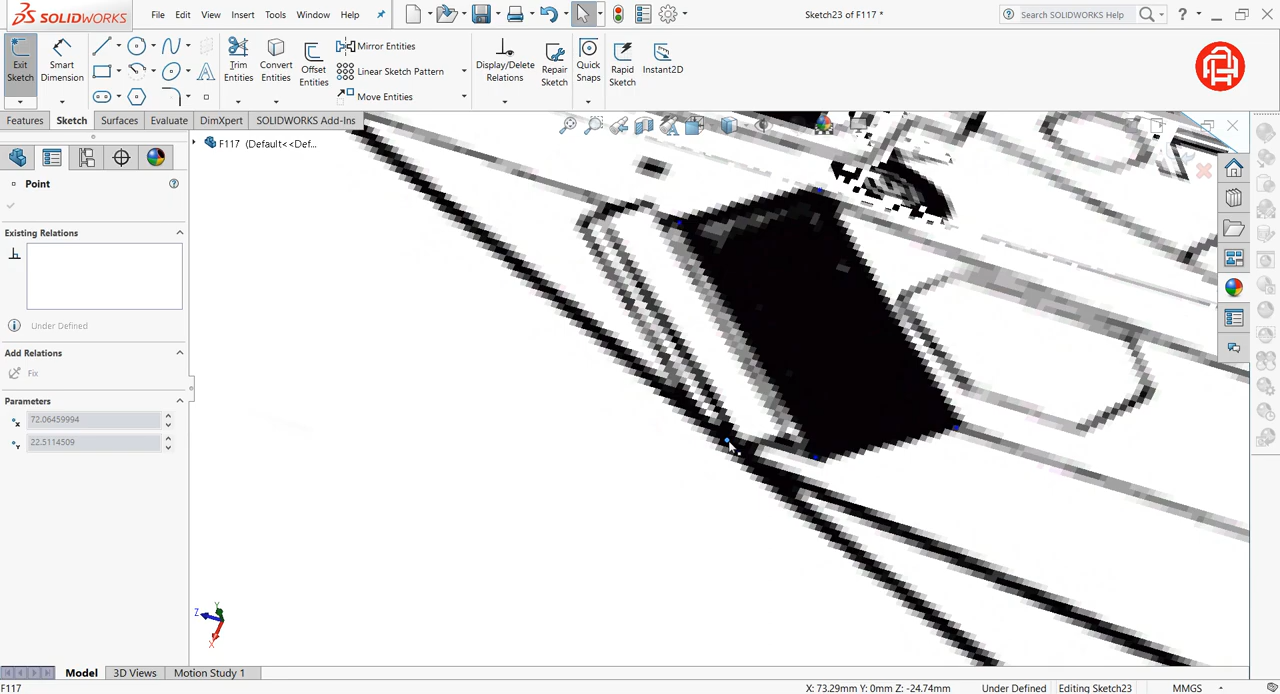 SOLIDWORKS
File Edit View Insert Tools Window Help
Sketch23 of F117 *
Search SOLIDWORKS Help
Exit Sketch
Smart Dimension
Trim Entities
Convert Entities
Offset Entities
Mirror Entities
Linear Sketch Pattern
Move Entities
Display/Delete Relations
Repair Sketch
Quick Snaps
Rapid Sketch
Instant2D
Features Sketch Surfaces Evaluate DimXpert SOLIDWORKS Add-Ins
F117 (Default<<Def...
Point
Existing Relations
Under Defined
Add Relations
Fix
Parameters
72.06459994
22.5114509
Z Y X
Model 3D Views Motion Study 1
F117
X: 73.29mm Y: 0mm Z: -24.74mm Under Defined Editing Sketch23 MMGS